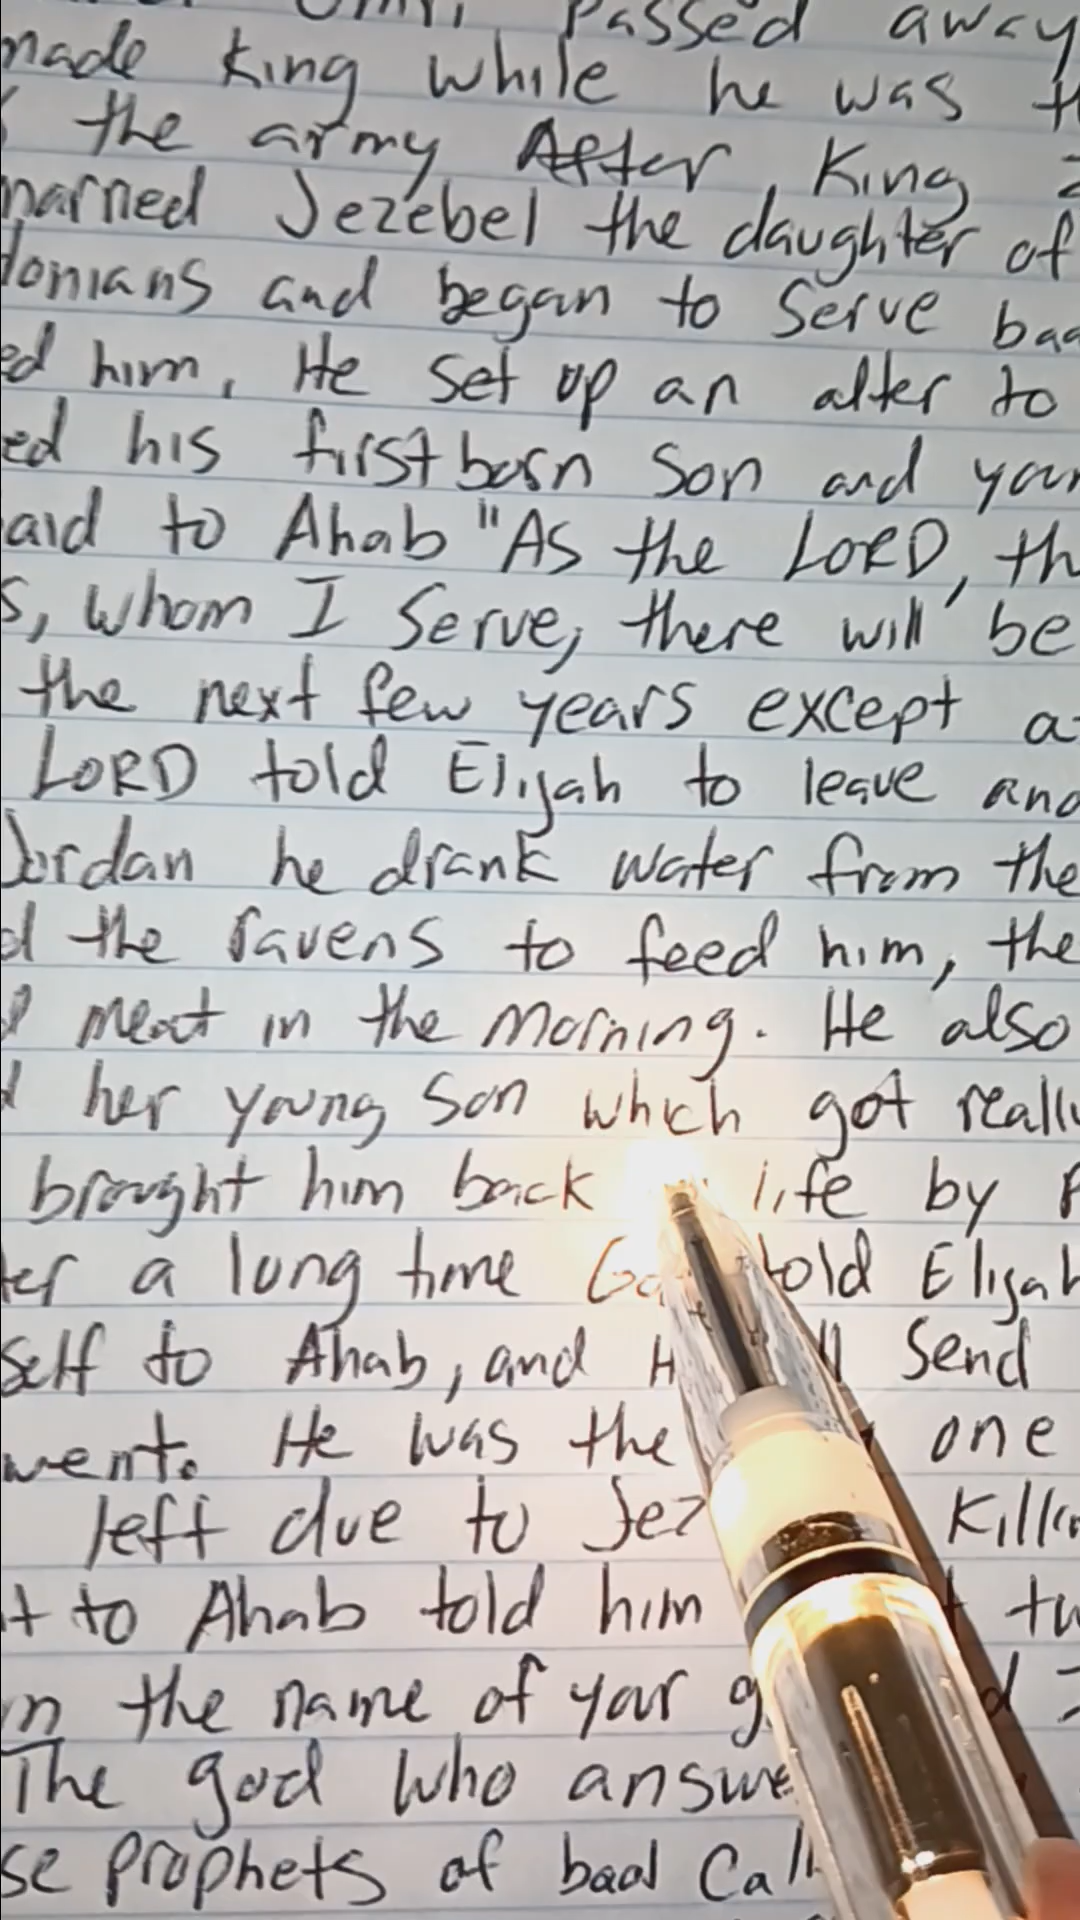 Omri, passed away
made king while he was
the army After, King
married Jezebel the daughter of
donians and began to Serve baa
ed him, He set up an alter to
ed his firstborn Son and your
aid to Ahab "As the LORD, th
s, whom I Serve, there will be
the next few years except a
LORD told Elijah to leave and
Jordan he drank water from the
d the ravens to feed him, the
d meat in the morning. He also
d her young son which got really
brought him back life by
ter a long time told Elijah
self to Ahab, and Send
went. He was the one
left due to Jez Killin
t to Ahab told him
in the name of your
The god who answe
se prophets of baal Call